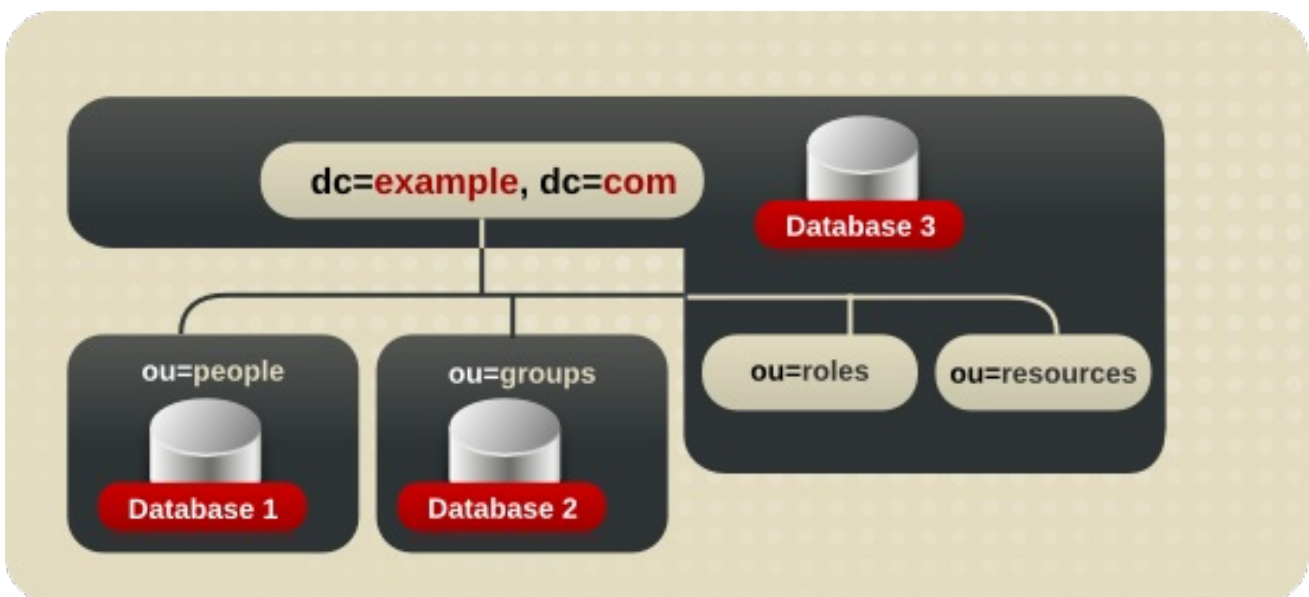 dc=example, dc=com
Database 3
ou=people
ou=groups
ou=roles
ou=resources
Database 1
Database 2